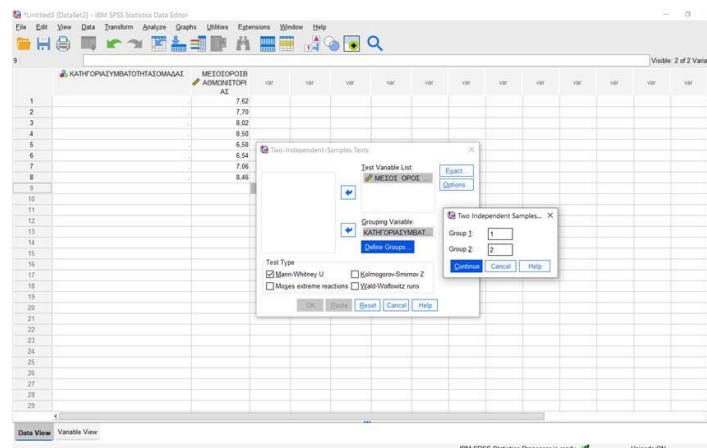 *Untitled3 [DataSet2] - IBM SPSS Statistics Data Editor
File Edit View Data Transform Analyze Graphs Utilities Extensions Window Help
9 :
Visible: 2 of 2 Varia
ΚΑΤΗΓΟΡΙΑΣΥΜΒΑΤΟΤΗΤΑΣΟΜΑΔΑΣ ΜΕΣΟΣΟΡΟΣΒ var var var var var var var var var
ΑΘΜΩΝΙΣΤΟΡΙ
ΑΣ
1 . 7,62
2 . 7,70
3 . 8,02
4 . 8,50
5 . 6,58
6 . 6,54
7 . 7,06
8 . 8,46
9
10
11
12
13
14
15
16
17
18
19
20
21
22
23
24
25
26
27
28
29
Two-Independent-Samples Tests
Test Variable List:
ΜΕΣΟΣ ΟΡΟΣ ...
Exact...
Options...
Grouping Variable:
ΚΑΤΗΓΟΡΙΑΣΥΜΒΑΤ...
Define Groups...
Test Type
Mann-Whitney U Kolmogorov-Smirnov Z
Moses extreme reactions Wald-Wolfowitz runs
OK Paste Reset Cancel Help
Two Independent Samples...
Group 1: 1
Group 2: 2
Continue Cancel Help
Data View Variable View
IBM SPSS Statistics Processor is ready Unicode:ON